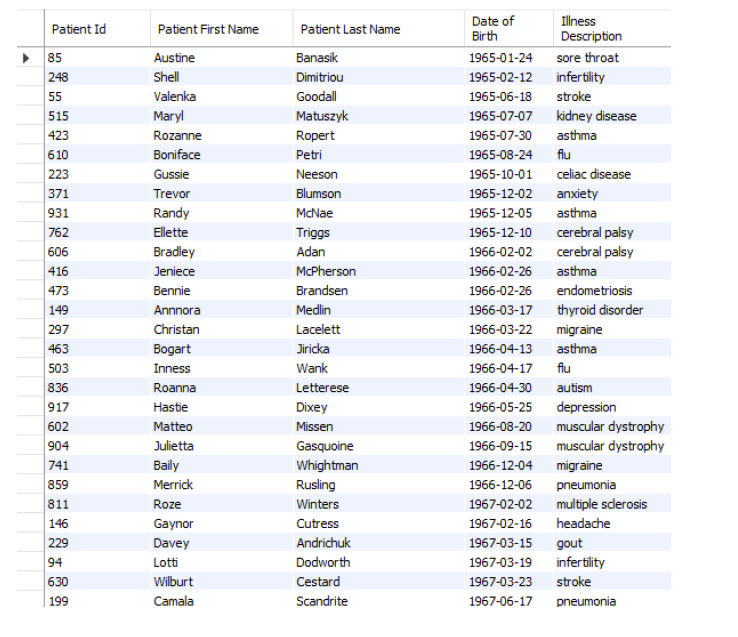 Patient Id Patient First Name Patient Last Name Date of Birth Illness Description
85 Austine Banasik 1965-01-24 sore throat
248 Shell Dimitriou 1965-02-12 infertility
55 Valenka Goodall 1965-06-18 stroke
515 Maryl Matuszyk 1965-07-07 kidney disease
423 Rozanne Ropert 1965-07-30 asthma
610 Boniface Petri 1965-08-24 flu
223 Gussie Neeson 1965-10-01 celiac disease
371 Trevor Blumson 1965-12-02 anxiety
931 Randy McNae 1965-12-05 asthma
762 Ellette Triggs 1965-12-10 cerebral palsy
606 Bradley Adan 1966-02-02 cerebral palsy
416 Jeniece McPherson 1966-02-26 asthma
473 Bennie Brandsen 1966-02-26 endometriosis
149 Annnora Medlin 1966-03-17 thyroid disorder
297 Christan Lacelett 1966-03-22 migraine
463 Bogart Jiricka 1966-04-13 asthma
503 Inness Wank 1966-04-17 flu
836 Roanna Letterese 1966-04-30 autism
917 Hastie Dixey 1966-05-25 depression
602 Matteo Missen 1966-08-20 muscular dystrophy
904 Julietta Gasquoine 1966-09-15 muscular dystrophy
741 Baily Whightman 1966-12-04 migraine
859 Merrick Rusling 1966-12-06 pneumonia
811 Roze Winters 1967-02-02 multiple sclerosis
146 Gaynor Cutress 1967-02-16 headache
229 Davey Andrichuk 1967-03-15 gout
94 Lotti Dodworth 1967-03-19 infertility
630 Wilburt Cestard 1967-03-23 stroke
199 Camala Scandrite 1967-06-17 pneumonia